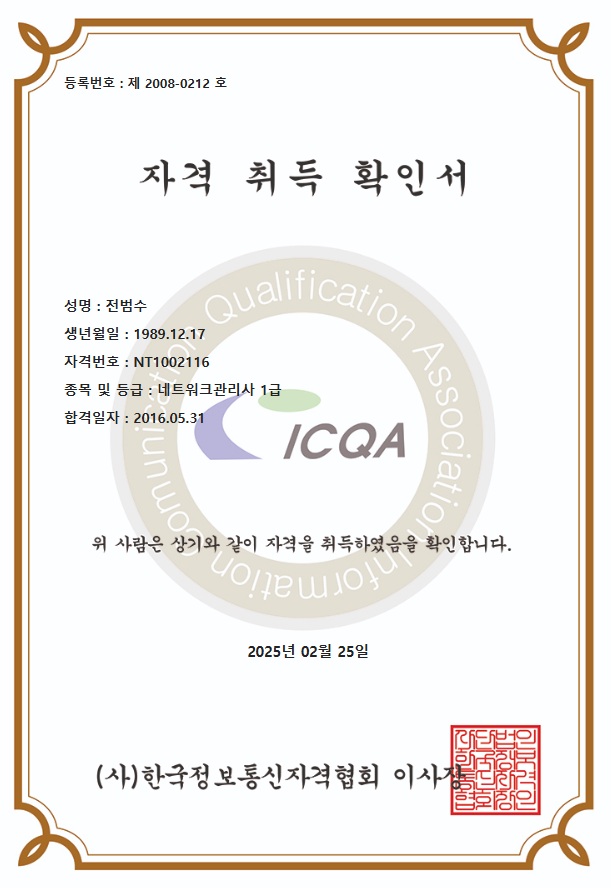 등록번호 : 제 2008-0212 호
자격 취득 확인서
성명 : 전범수
생년월일 : 1989.12.17
자격번호 : NT1002116
종목 및 등급 : 네트워크관리사 1급
합격일자 : 2016.05.31
Information Communication Qualification Association
ICQA
위 사람은 상기와 같이 자격을 취득하였음을 확인합니다.
2025년 02월 25일
(사)한국정보통신자격협회 이사장